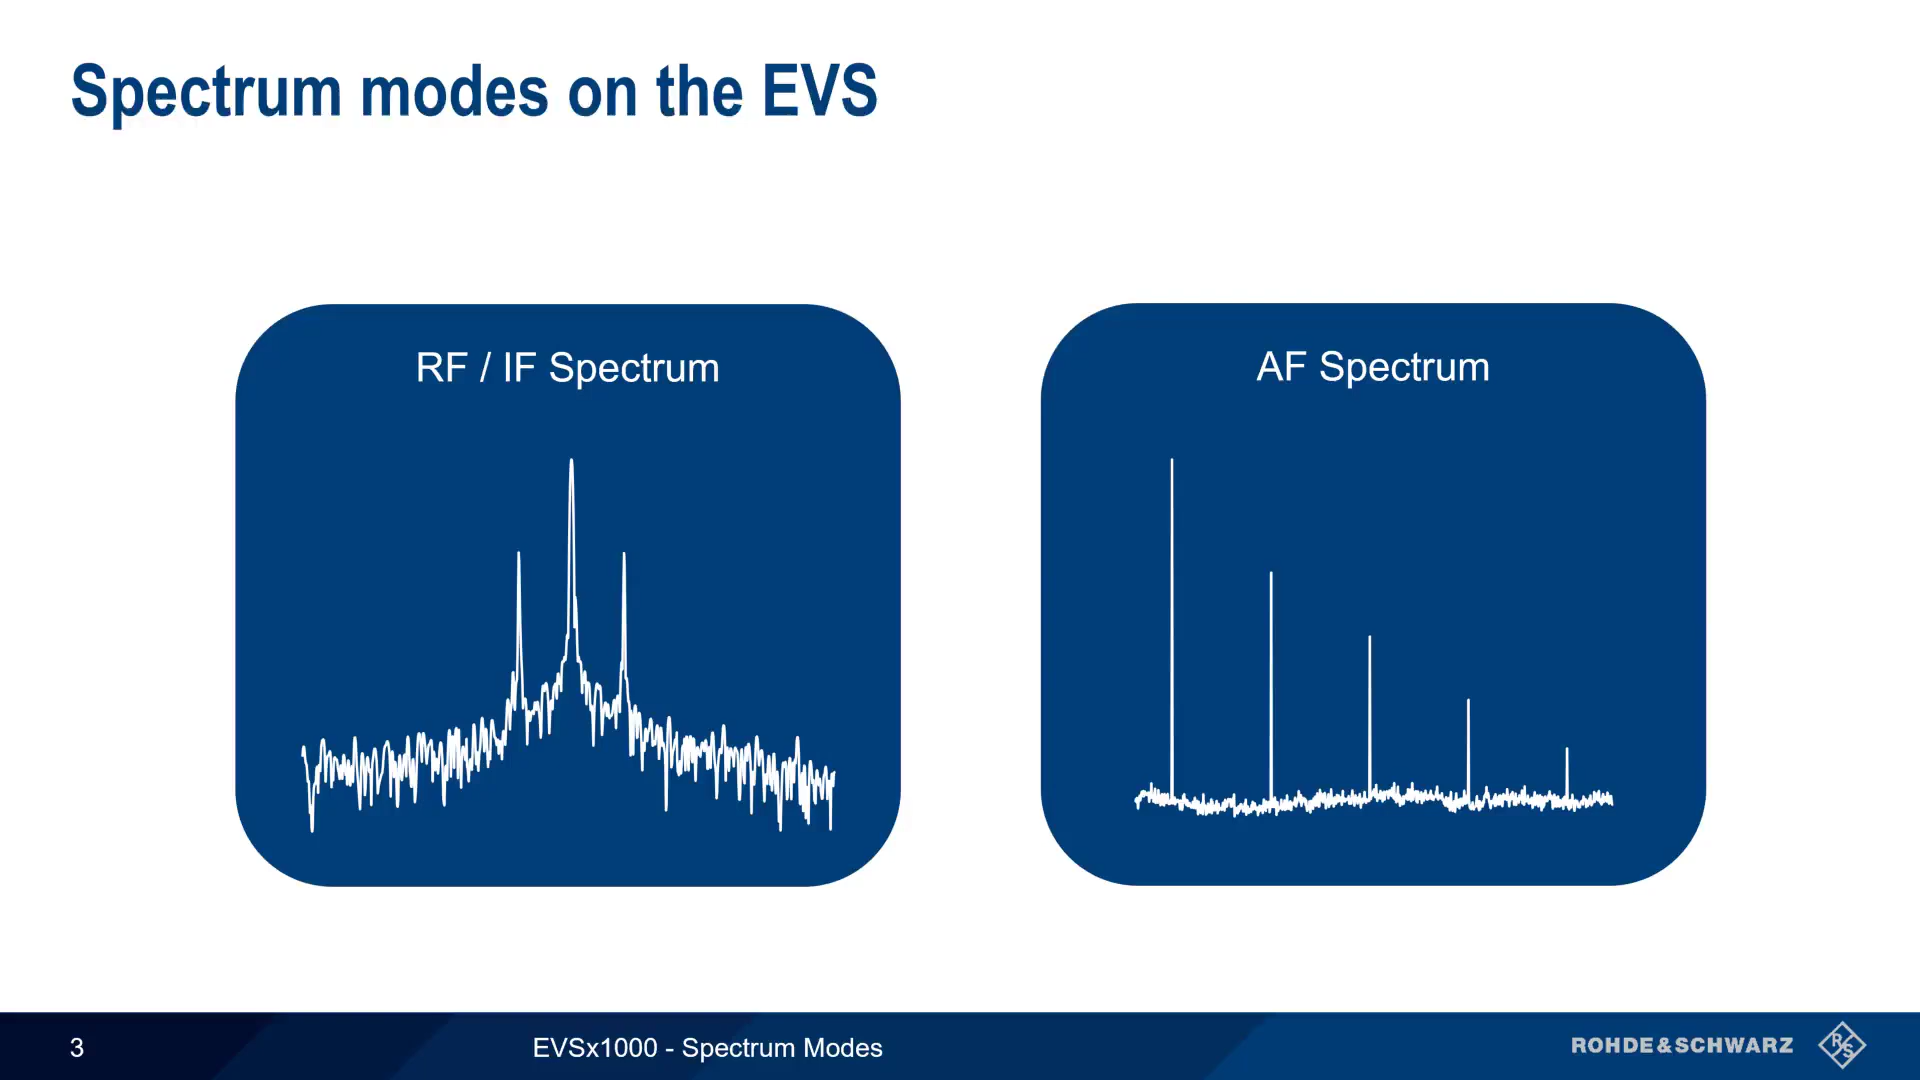 Spectrum modes on the EVS
RF / IF Spectrum
AF Spectrum
3
EVSx1000 - Spectrum Modes
ROHDE&SCHWARZ
R&S